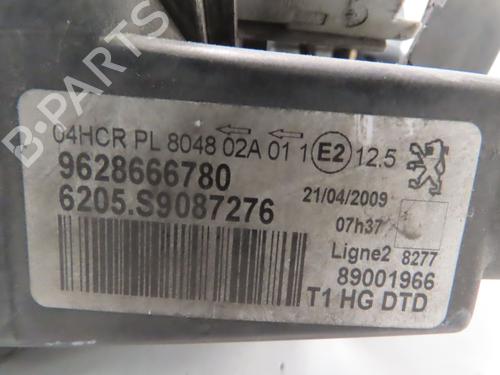 04HCR PL 8048 02A 01 1 E2 12.5
9628666780
6205.S9087276
21/04/2009
07h37
Ligne2 8277
89001966
T1 HG DTD